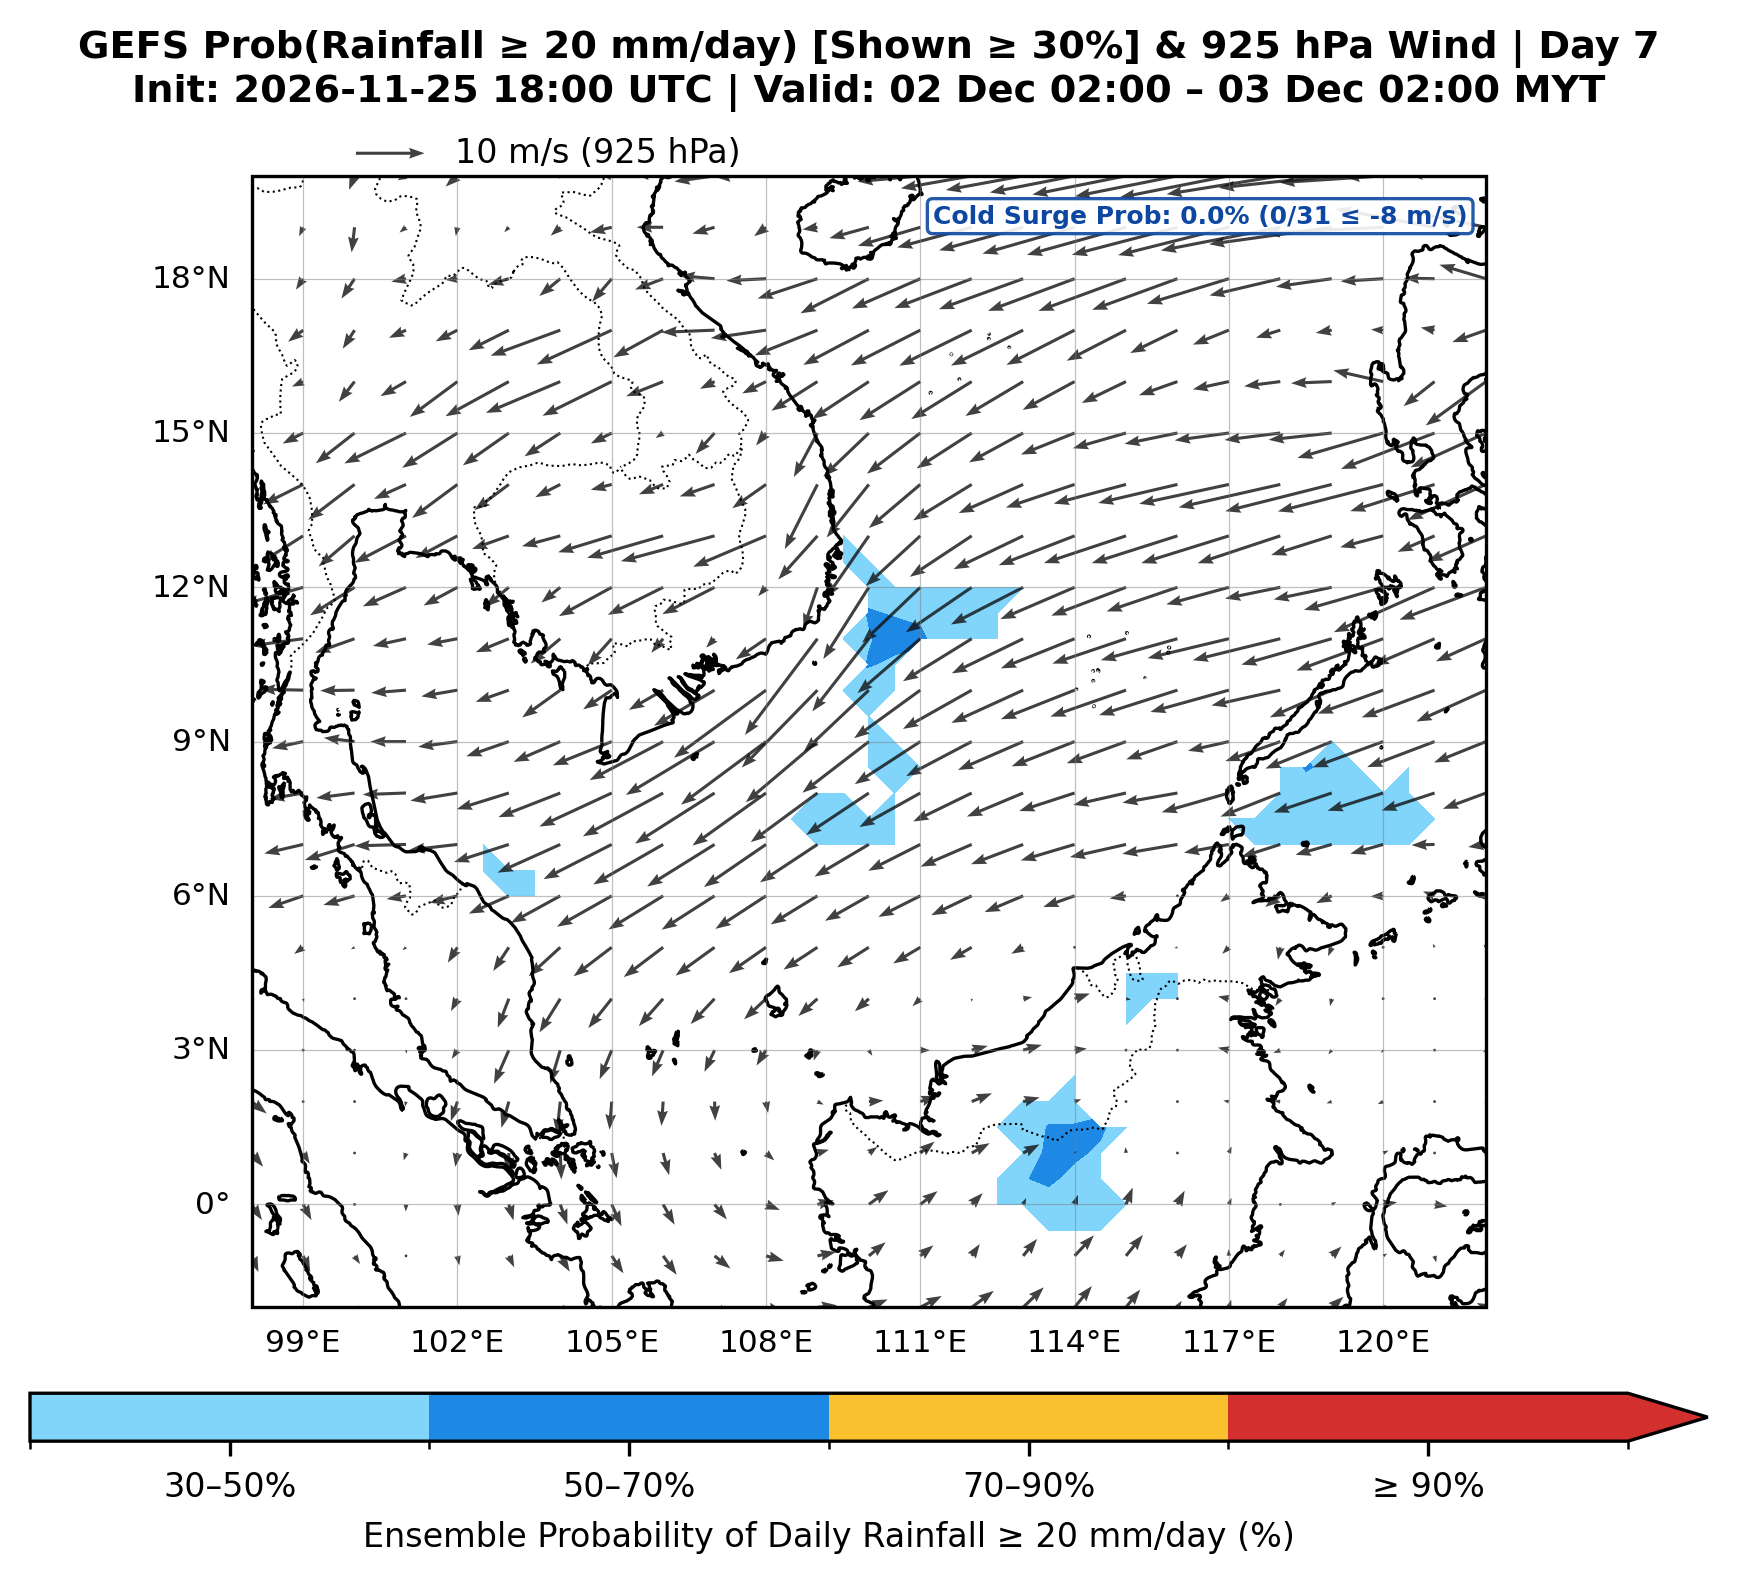 GEFS Prob(Rainfall ≥ 20 mm/day) [Shown ≥ 30%] & 925 hPa Wind | Day 7
Init: 2026-11-25 18:00 UTC | Valid: 02 Dec 02:00 – 03 Dec 02:00 MYT
10 m/s (925 hPa)
Cold Surge Prob: 0.0% (0/31 ≤ -8 m/s)
18°N
15°N
12°N
9°N
6°N
3°N
0°
99°E 102°E 105°E 108°E 111°E 114°E 117°E 120°E
30–50% 50–70% 70–90% ≥ 90%
Ensemble Probability of Daily Rainfall ≥ 20 mm/day (%)